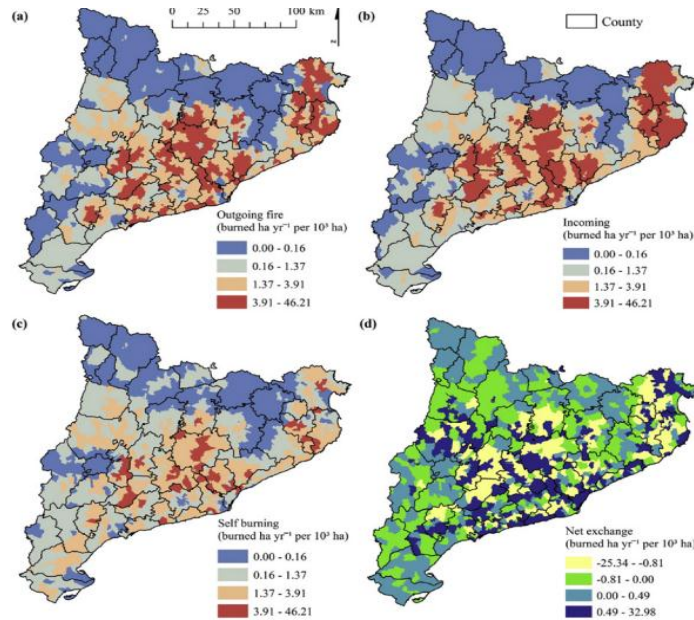 (a)
0 25 50 100 km
(b)
County
Outgoing fire
(burned ha yr⁻¹ per 10³ ha)
0.00 - 0.16
0.16 - 1.37
1.37 - 3.91
3.91 - 46.21
Incoming
(burned ha yr⁻¹ per 10³ ha)
0.00 - 0.16
0.16 - 1.37
1.37 - 3.91
3.91 - 46.21
(c)
(d)
Self burning
(burned ha yr⁻¹ per 10³ ha)
0.00 - 0.16
0.16 - 1.37
1.37 - 3.91
3.91 - 46.21
Net exchange
(burned ha yr⁻¹ per 10³ ha)
-25.34 - -0.81
-0.81 - 0.00
0.00 - 0.49
0.49 - 32.98